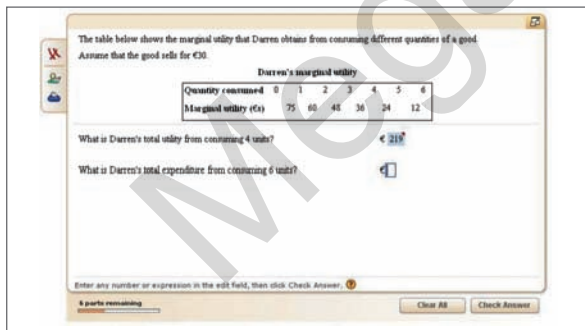 The table below shows the marginal utility that Darren obtains from consuming different quantities of a good.
Assume that the good sells for €30.
Darren's marginal utility
Quantity consumed 0 1 2 3 4 5 6
Marginal utility (€s) 75 60 48 36 24 12
What is Darren's total utility from consuming 4 units? € 219
What is Darren's total expenditure from consuming 6 units? €
Enter any number or expression in the edit field, then click Check Answer.
6 parts remaining
Clear All
Check Answer